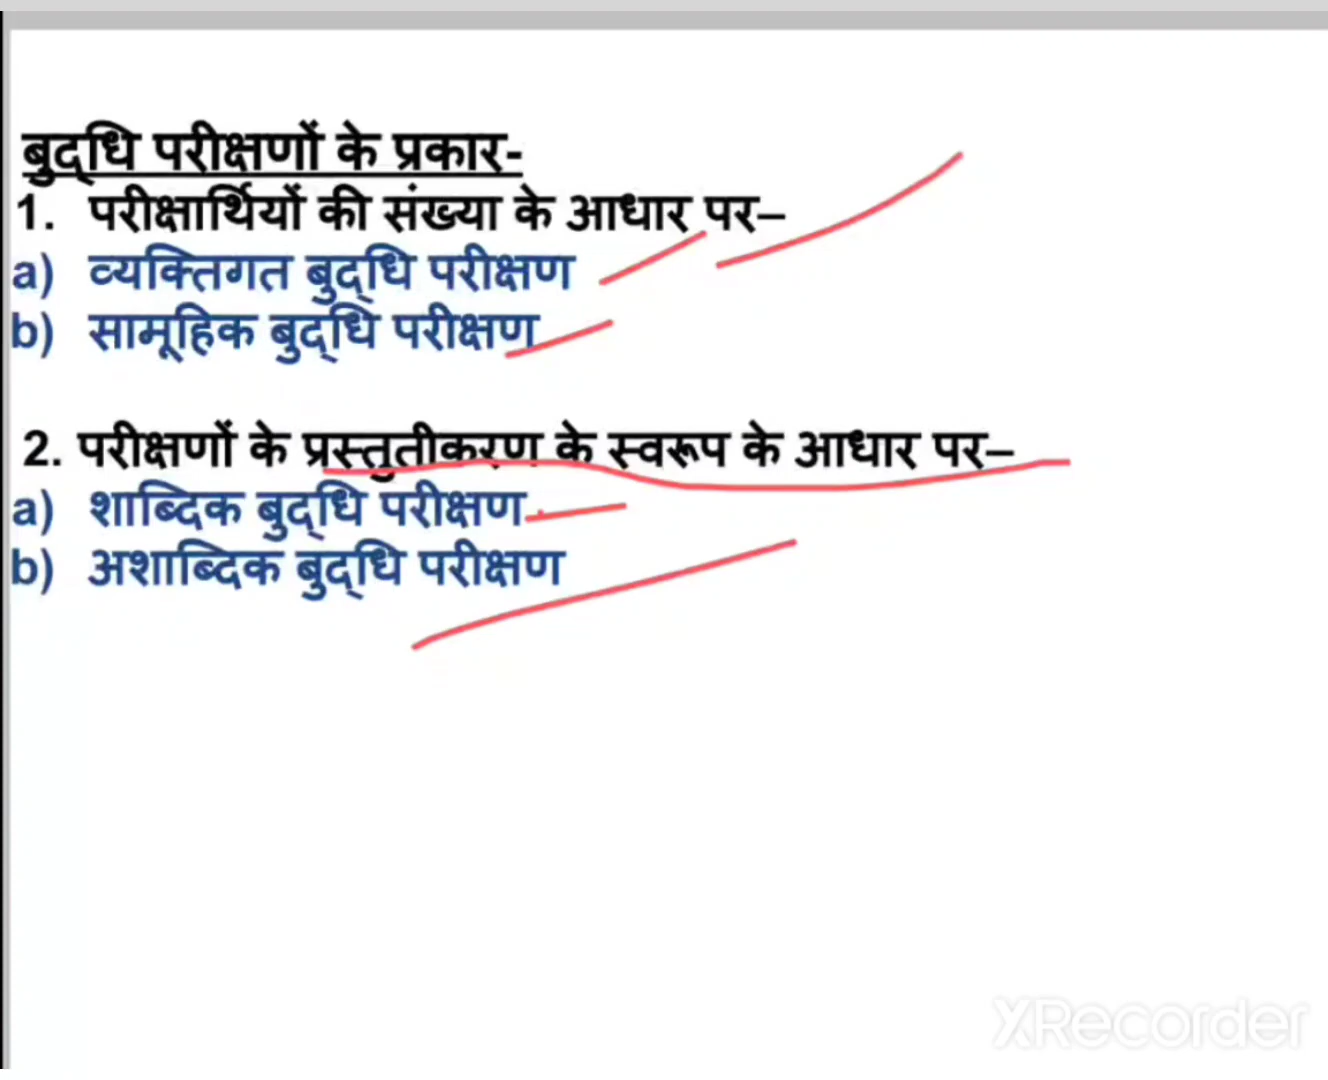 बुद्धि परीक्षणों के प्रकार-
1. परीक्षार्थियों की संख्या के आधार पर–
a) व्यक्तिगत बुद्धि परीक्षण
b) सामूहिक बुद्धि परीक्षण
2. परीक्षणों के प्रस्तुतीकरण के स्वरूप के आधार पर–
a) शाब्दिक बुद्धि परीक्षण
b) अशाब्दिक बुद्धि परीक्षण
XRecorder